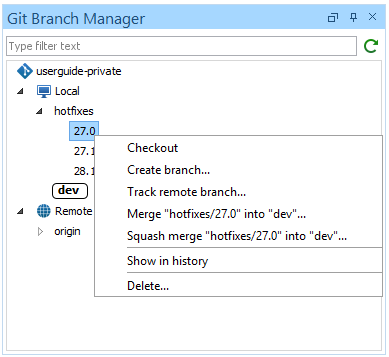 Git Branch Manager
Type filter text
userguide-private
Local
hotfixes
27.0
Checkout
27.1
Create branch...
28.1
Track remote branch...
dev
Merge "hotfixes/27.0" into "dev"...
Remote
Squash merge "hotfixes/27.0" into "dev"...
origin
Show in history
Delete...